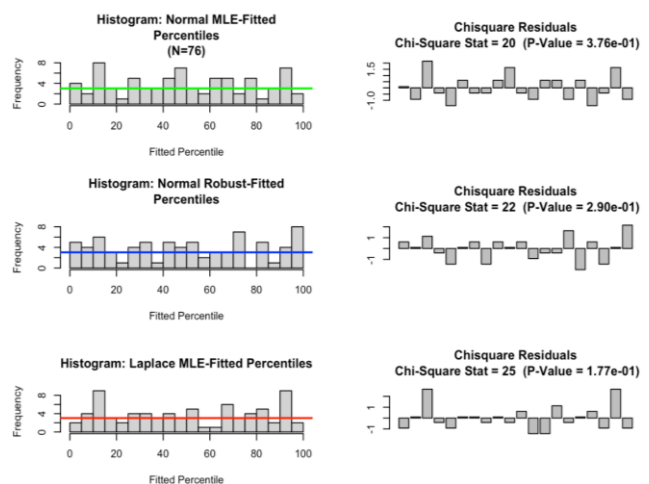 Histogram: Normal MLE-Fitted
Percentiles
(N=76)
Frequency
0 4 8
0 20 40 60 80 100
Fitted Percentile
Chisquare Residuals
Chi-Square Stat = 20 (P-Value = 3.76e-01)
-1.0 1.5
Histogram: Normal Robust-Fitted
Percentiles
Frequency
0 4 8
0 20 40 60 80 100
Fitted Percentile
Chisquare Residuals
Chi-Square Stat = 22 (P-Value = 2.90e-01)
-1 1
Histogram: Laplace MLE-Fitted Percentiles
Frequency
0 4 8
0 20 40 60 80 100
Fitted Percentile
Chisquare Residuals
Chi-Square Stat = 25 (P-Value = 1.77e-01)
-1 1